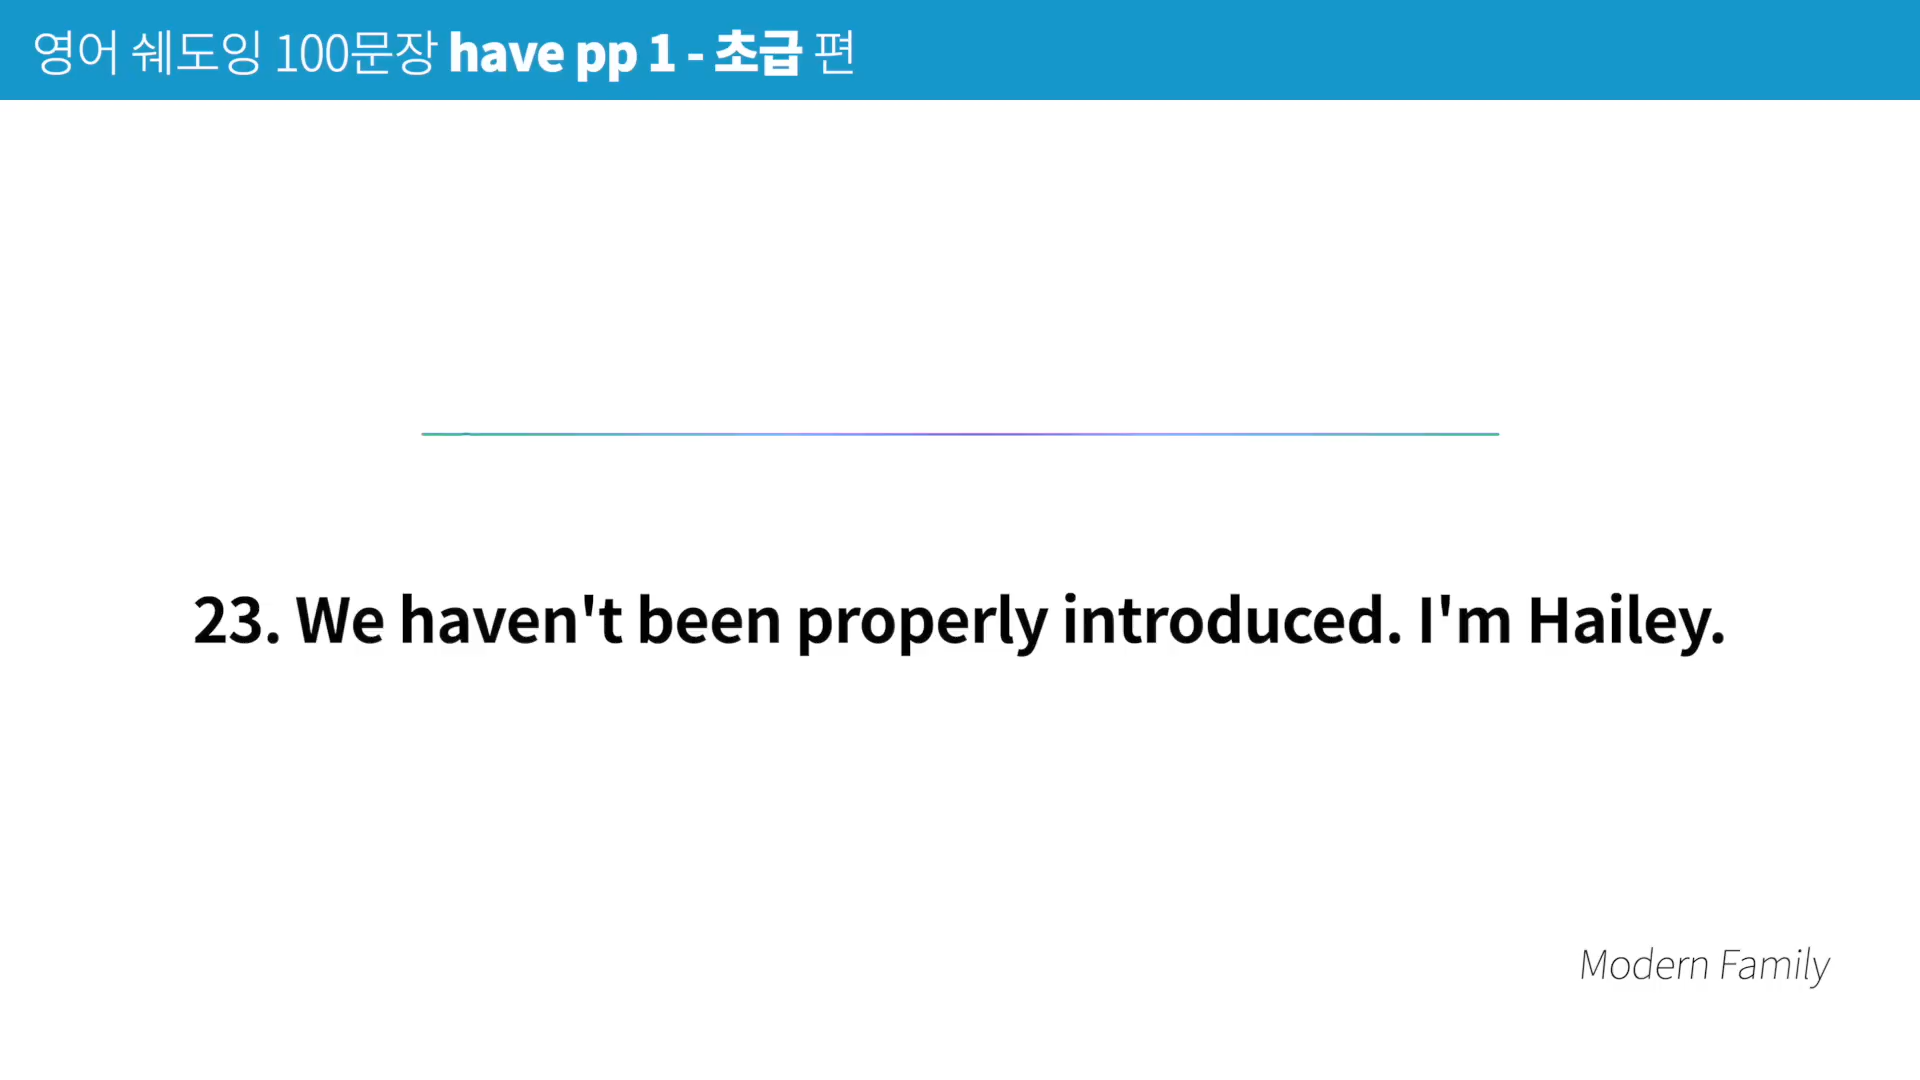 영어 쉐도잉 100문장 have pp 1 - 초급 편
23. We haven't been properly introduced. I'm Hailey.
Modern Family